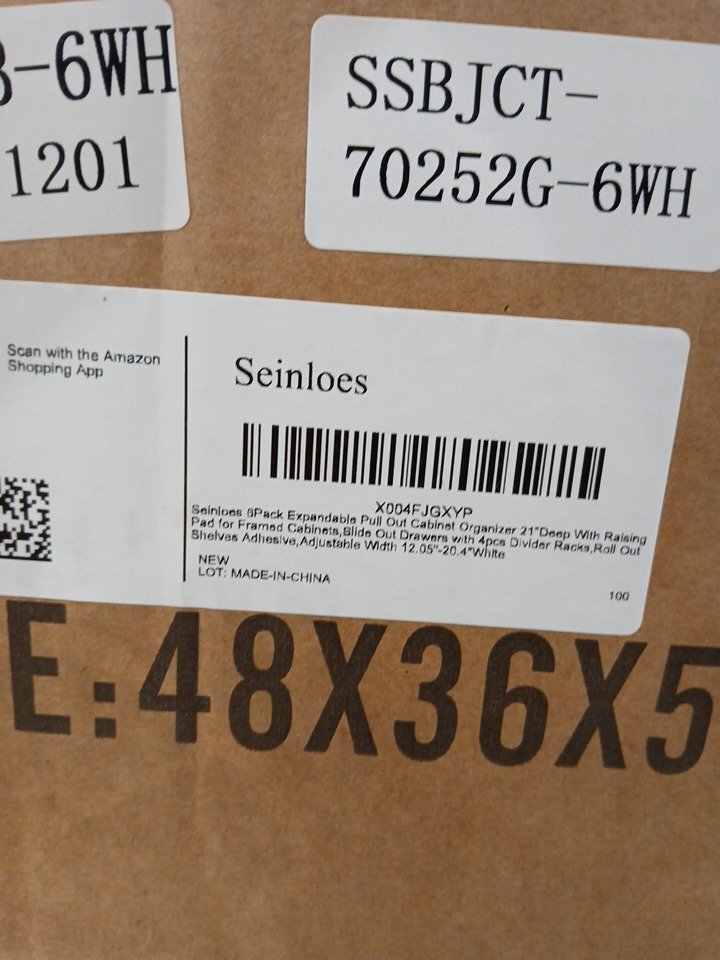 -6WH
1201
SSBJCT-
70252G-6WH
Scan with the Amazon
Shopping App
Seinloes
X004FJGXYP
Seinloes 6Pack Expandable Pull Out Cabinet Organizer 21"Deep With Raising
Pad for Framed Cabinets,Slide Out Drawers with 4pcs Divider Racks,Roll Out
Shelves Adhesive,Adjustable Width 12.05"-20.4"White
NEW
LOT: MADE-IN-CHINA
100
E:48X36X5